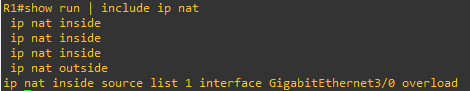 R1#show run | include ip nat
ip nat inside
ip nat inside
ip nat inside
ip nat outside
ip nat inside source list 1 interface GigabitEthernet3/0 overload